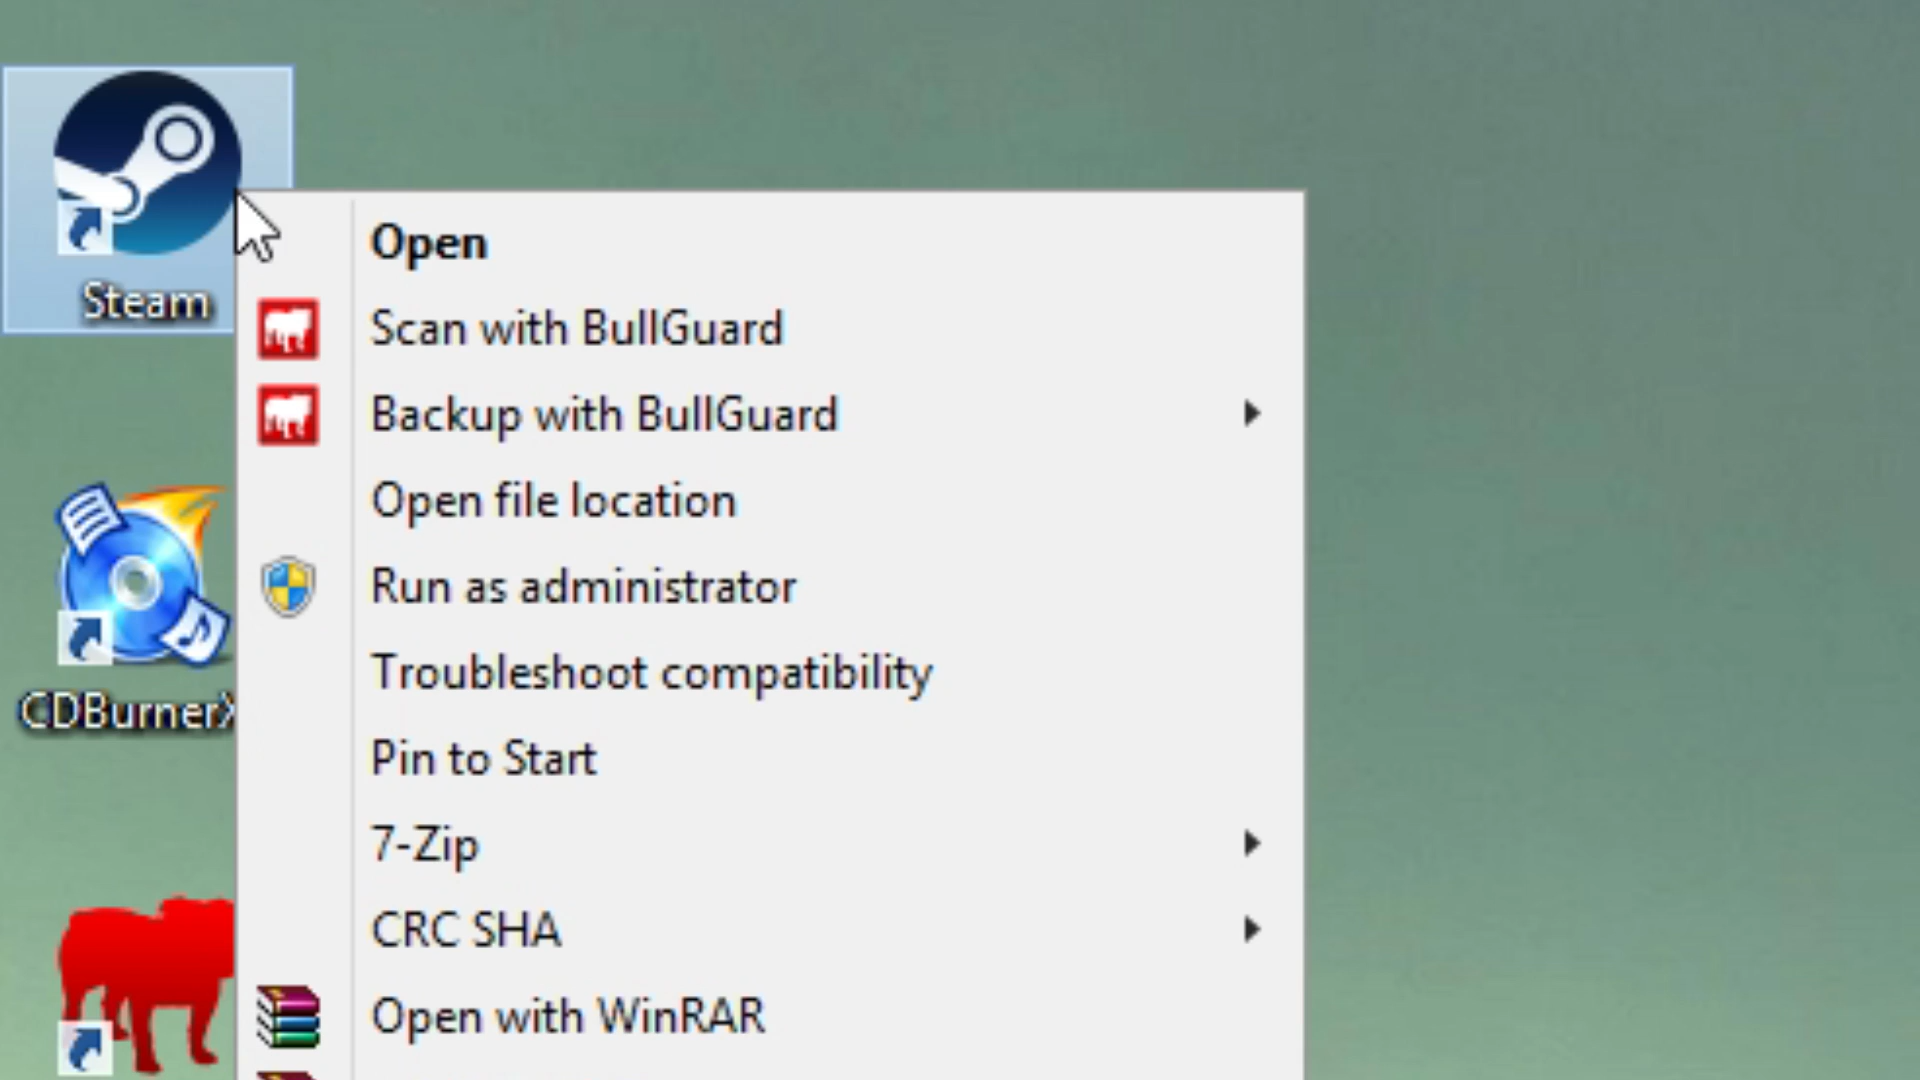 Steam
Open
Scan with BullGuard
Backup with BullGuard
Open file location
Run as administrator
Troubleshoot compatibility
CDBurnerX
Pin to Start
7-Zip
CRC SHA
Open with WinRAR